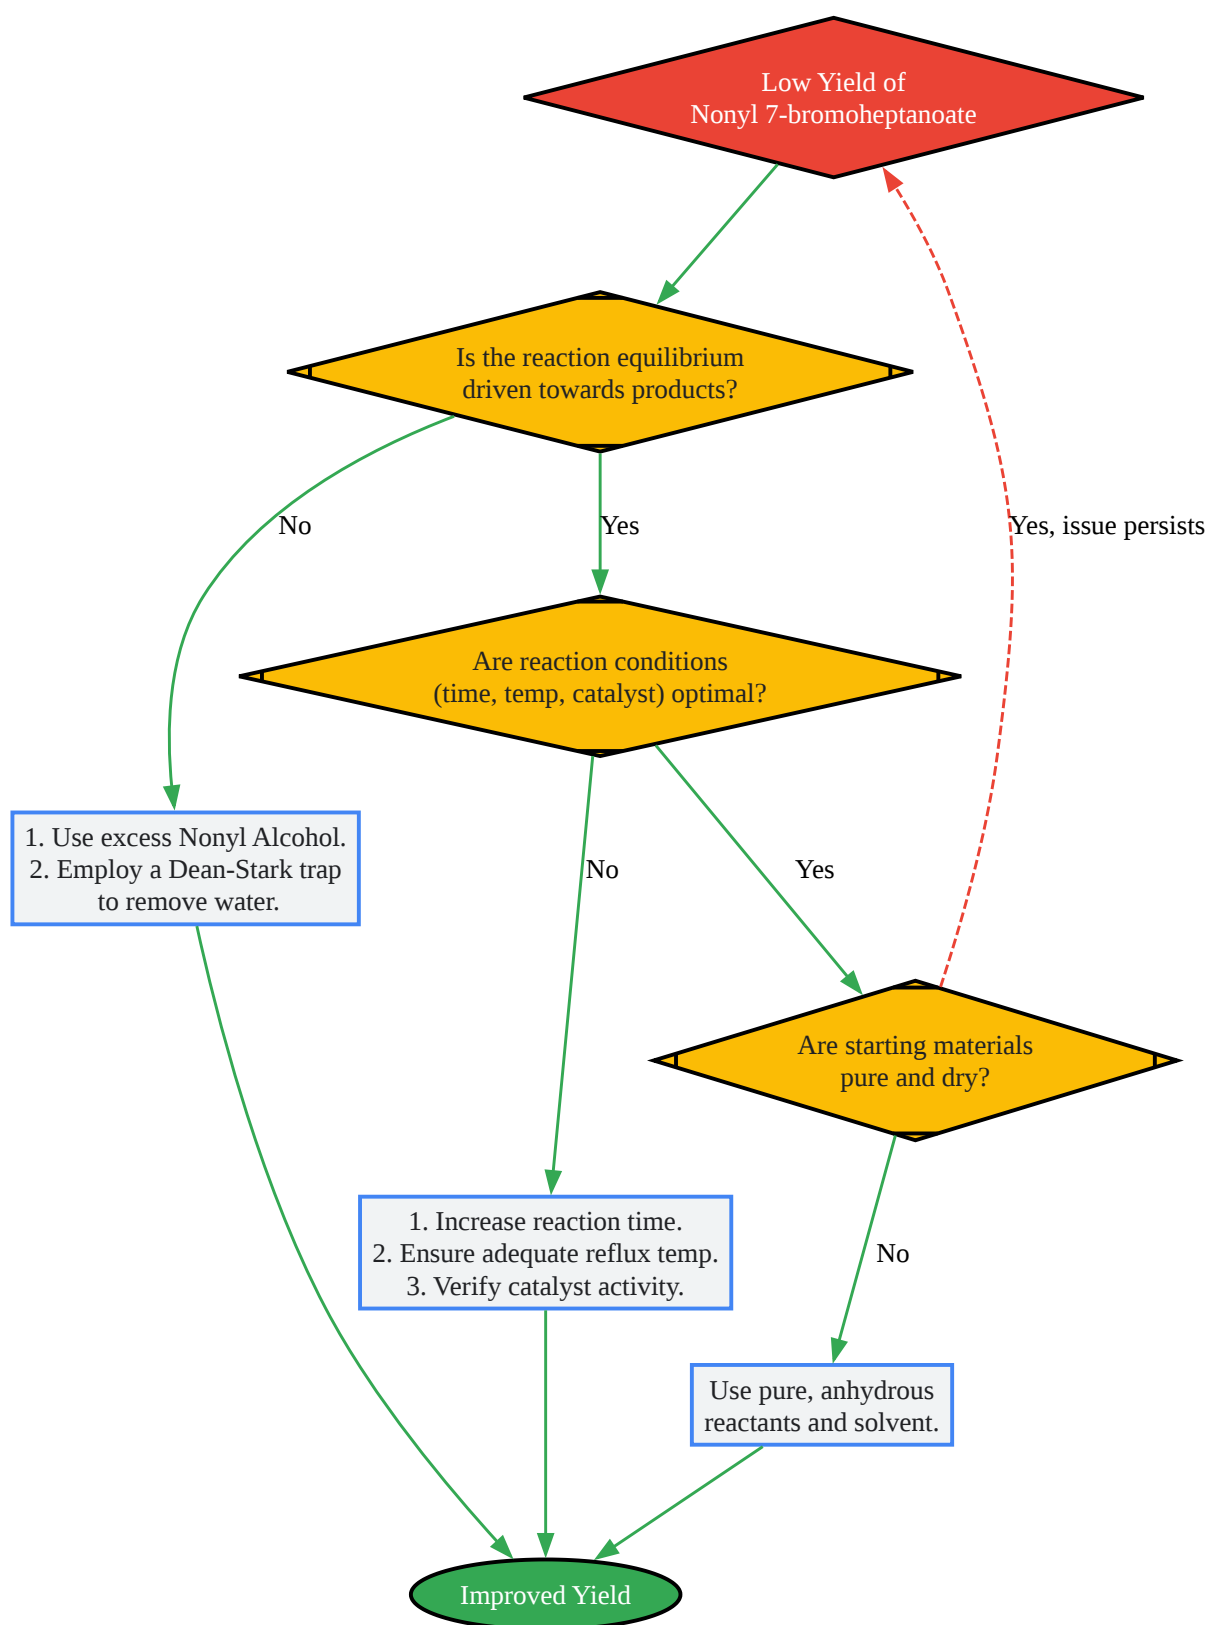 Low Yield of
Nonyl 7-bromoheptanoate
Is the reaction equilibrium
driven towards products?
No
Yes
Yes, issue persists
Are reaction conditions
(time, temp, catalyst) optimal?
1. Use excess Nonyl Alcohol.
2. Employ a Dean-Stark trap
to remove water.
No
Yes
Are starting materials
pure and dry?
1. Increase reaction time.
2. Ensure adequate reflux temp.
3. Verify catalyst activity.
No
Use pure, anhydrous
reactants and solvent.
Improved Yield